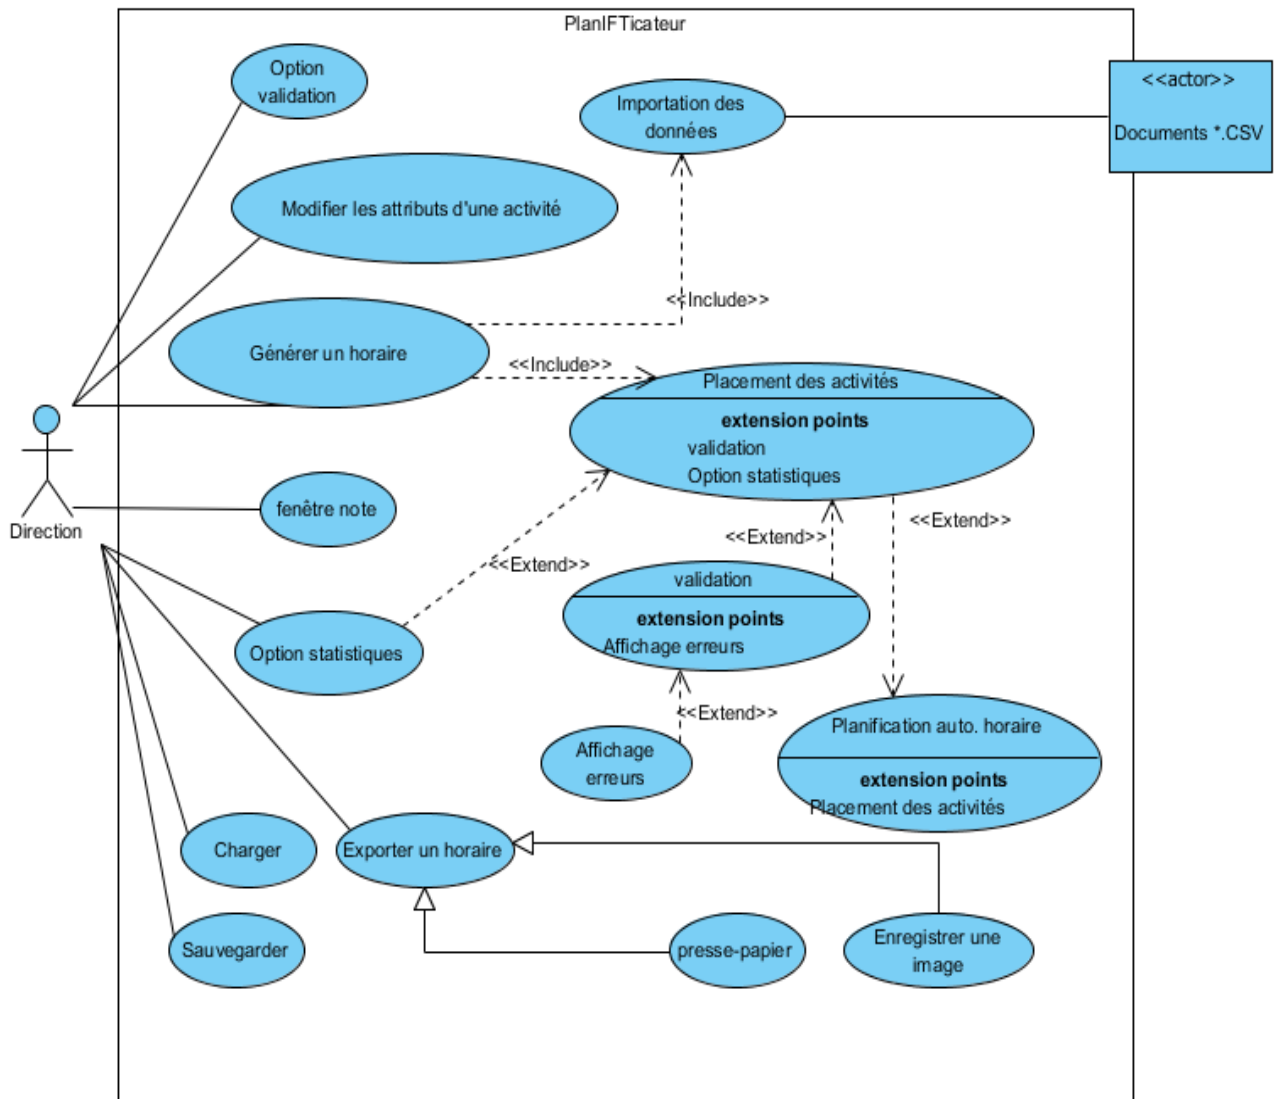 PlanIFTicateur
Option
validation
Importation des
données
<<actor>>
Documents *.CSV
Modifier les attributs d'une activité
<<Include>>
Générer un horaire
<<Include>>
Placement des activités
extension points
validation
Option statistiques
Direction
fenêtre note
<<Extend>>
<<Extend>>
<<Extend>>
validation
extension points
Affichage erreurs
Option statistiques
<<Extend>>
Affichage
erreurs
Planification auto. horaire
extension points
Placement des activités
Charger
Exporter un horaire
Sauvegarder
presse-papier
Enregistrer une
image